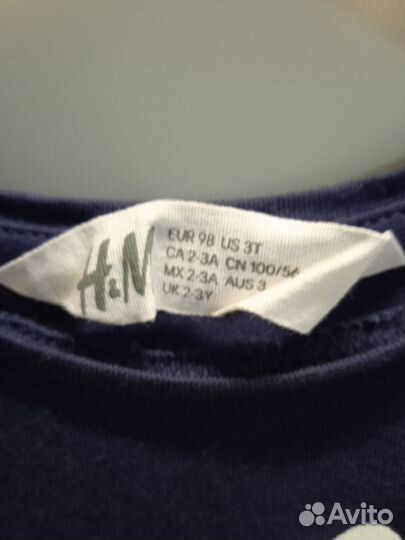 H&M
EUR 98 US 3T
CA 2-3A CN 100/56
MX 2-3A AUS 3
UK 2-3Y
Avito